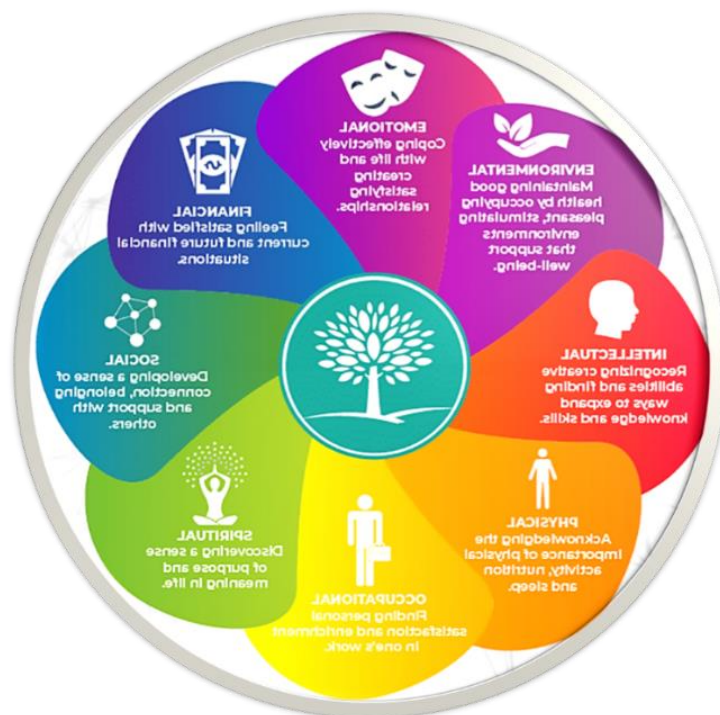 EMOTIONAL
Coping effectively
with life and
creating
satisfying
relationships.
ENVIRONMENTAL
Maintaining good
health by occupying
pleasant, stimulating
environments
that support
well-being.
INTELLECTUAL
Recognizing creative
abilities and finding
ways to expand
knowledge and skills.
PHYSICAL
Acknowledging the
importance of physical
activity, nutrition
and sleep.
OCCUPATIONAL
Finding personal
satisfaction and enrichment
in one's work.
SPIRITUAL
Discovering a sense
of purpose and
meaning in life.
SOCIAL
Developing a sense of
connection, belonging
and support with
others.
FINANCIAL
Feeling satisfied with
current and future financial
situations.